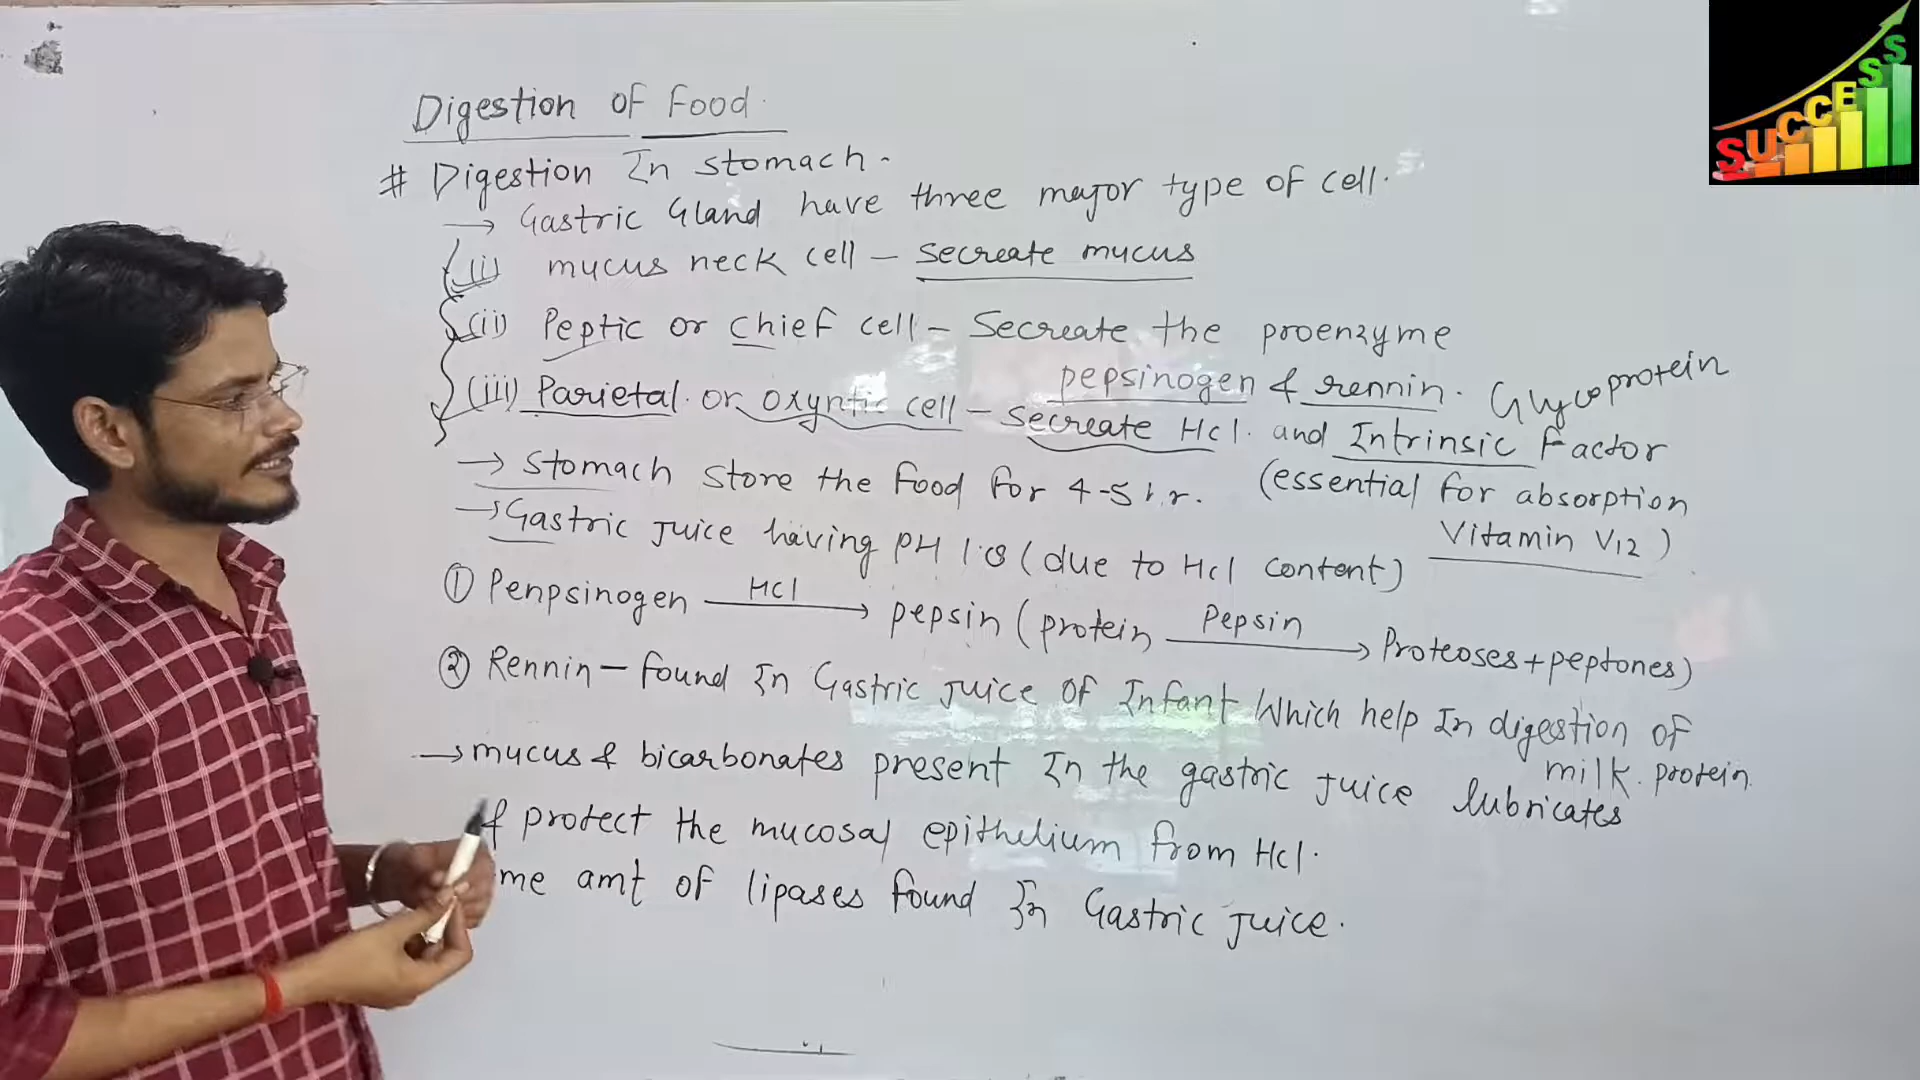 SUCCESS
Digestion of Food.
# Digestion In stomach.
→ Gastric Gland have three major type of cell.
(i) mucus neck cell – secreate mucus
(ii) Peptic or chief cell – Secreate the proenzyme
pepsinogen & rennin.
(iii) Parietal or oxyntic cell – secreate Hcl. and Intrinsic Factor
Glycoprotein
(essential for absorption
Vitamin V12)
→ stomach store the food for 4-5 hr.
→ Gastric juice having PH 1.8 (due to Hcl content)
① Penpsinogen HCl → pepsin (protein Pepsin → Proteoses + peptones)
② Rennin – found In Gastric juice of Infant Which help In digestion of
milk. protein.
→ mucus & bicarbonates present In the gastric juice lubricates
& protect the mucosal epithelium from Hcl.
me amt of lipases found In Gastric juice.